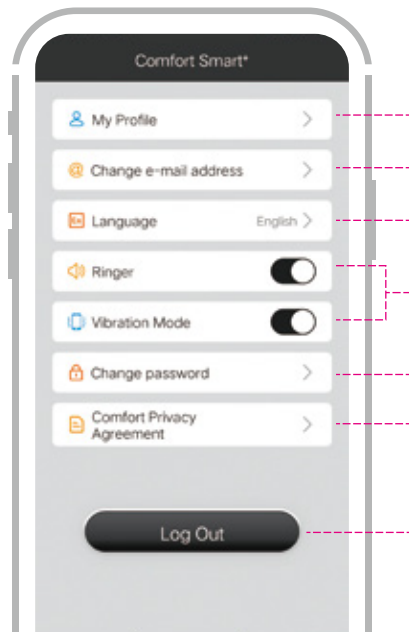 Comfort Smart+
My Profile
@ Change e-mail address
En Language English
Ringer
Vibration Mode
Change password
Comfort Privacy
Agreement
Log Out